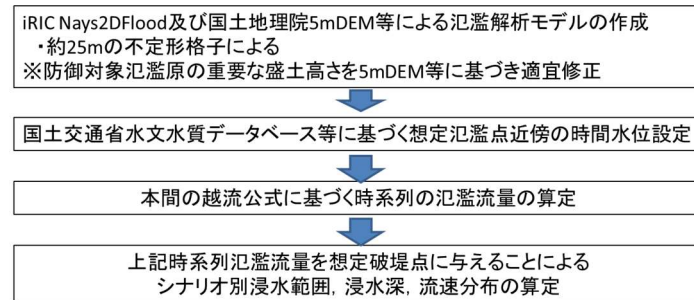 iRIC Nays2DFlood及び国土地理院5mDEM等による氾濫解析モデルの作成
・約25mの不定形格子による
※防御対象氾濫原の重要な盛土高さを5mDEM等に基づき適宜修正
国土交通省水文水質データベース等に基づく想定氾濫点近傍の時間水位設定
本間の越流公式に基づく時系列の氾濫流量の算定
上記時系列氾濫流量を想定破堤点に与えることによる
シナリオ別浸水範囲, 浸水深, 流速分布の算定